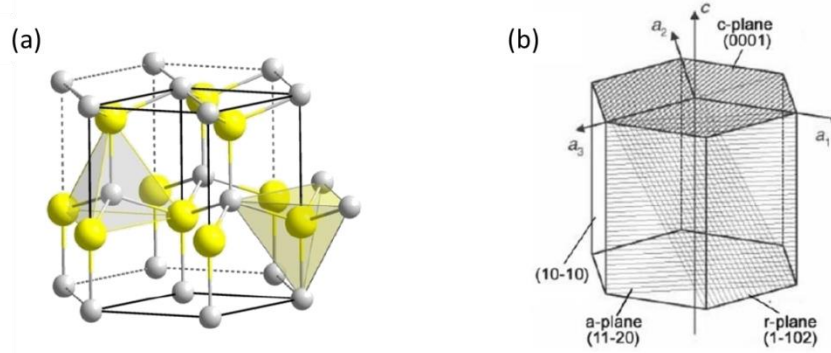 (a)
(b)
c
a2
c-plane
(0001)
a3
a1
(10-10)
a-plane
(11-20)
r-plane
(1-102)